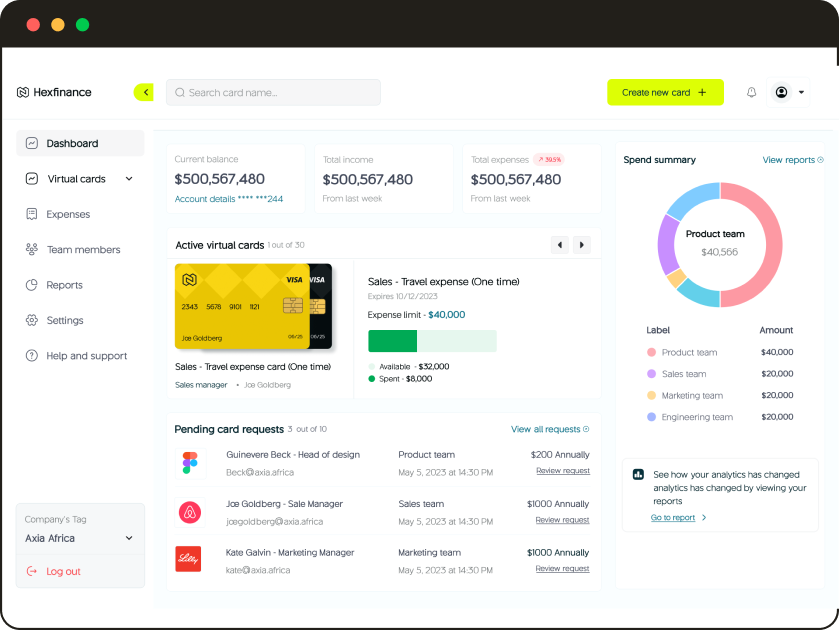 Hexfinance
Search card name...
Create new card +
Dashboard
Virtual cards
Expenses
Team members
Reports
Settings
Help and support
Company's Tag
Axia Africa
Log out
Current balance
$500,567,480
Account details **** ***244
Total income
$500,567,480
From last week
Total expenses 39.5%
$500,567,480
From last week
Active virtual cards 1 out of 30
VISA
VISA
2343 5678 9101 1121
Joe Goldberg
06/25
06/25
Sales - Travel expense card (One time)
Sales manager • Joe Goldberg
Sales - Travel expense (One time)
Expires 10/12/2023
Expense limit - $40,000
Available - $32,000
Spent - $8,000
Pending card requests 3 out of 10
View all requests
Guinevere Beck - Head of design
Beck@axia.africa
Product team
May 5, 2023 at 14:30 PM
$200 Annually
Review request
Joe Goldberg - Sale Manager
joegoldberg@axia.africa
Sales team
May 5, 2023 at 14:30 PM
$1000 Annually
Review request
Lilly
Kate Galvin - Marketing Manager
kate@axia.africa
Marketing team
May 5, 2023 at 14:30 PM
$1000 Annually
Review request
Spend summary
View reports
Product team
$40,566
Label Amount
Product team $40,000
Sales team $20,000
Marketing team $20,000
Engineering team $20,000
See how your analytics has changed
analytics has changed by viewing your
reports
Go to report